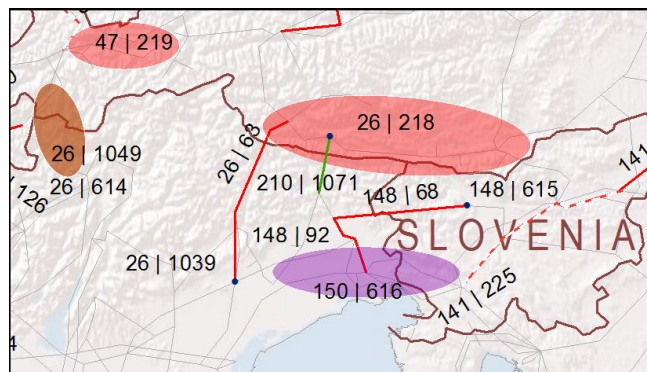 47 | 219
26 | 1049
26 | 614
| 126
26 | 63
26 | 218
210 | 1071
148 | 68
148 | 615
141
148 | 92
SLOVENIA
26 | 1039
150 | 616
141 | 225
4